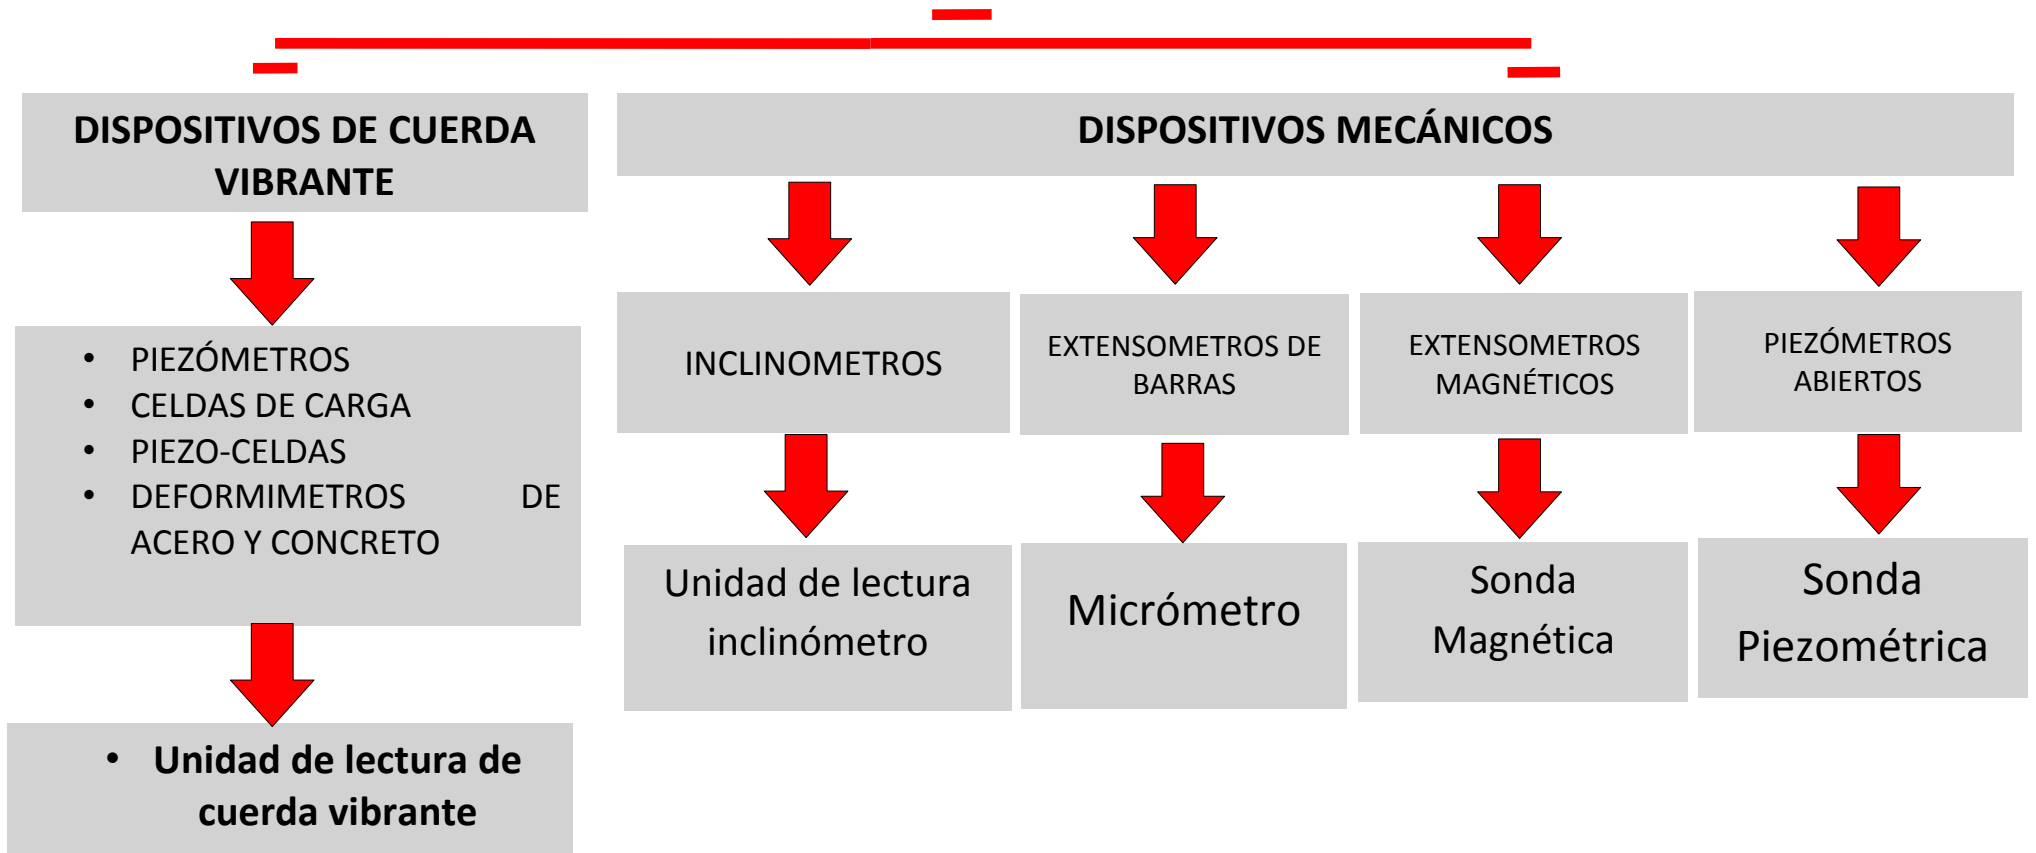 DISPOSITIVOS DE CUERDA
VIBRANTE
DISPOSITIVOS MECÁNICOS
• PIEZÓMETROS
• CELDAS DE CARGA
• PIEZO-CELDAS
• DEFORMIMETROS DE
ACERO Y CONCRETO
INCLINOMETROS
EXTENSOMETROS DE
BARRAS
EXTENSOMETROS
MAGNÉTICOS
PIEZÓMETROS
ABIERTOS
Unidad de lectura
inclinómetro
Micrómetro
Sonda
Magnética
Sonda
Piezométrica
• Unidad de lectura de
cuerda vibrante